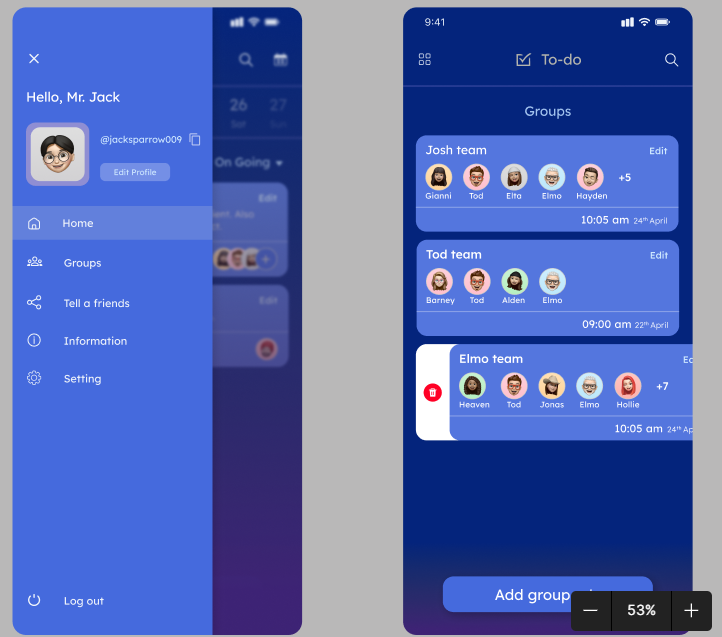 Hello, Mr. Jack
@jacksparrow009
Edit Profile
Home
Groups
Tell a friends
Information
Setting
Log out
26 27
Sat
On Going
Edit
Edit
9:41
To-do
Groups
Josh team Edit
Gianni Tod Elta Elma Hayden +5
10:05 am 24th April
Tod team Edit
Barney Tod Alden Elmo
09:00 am 22th April
Elmo team
Heaven Tod Jonas Elmo Hollie +7
10:05 am 24th Ap
Add group
53%